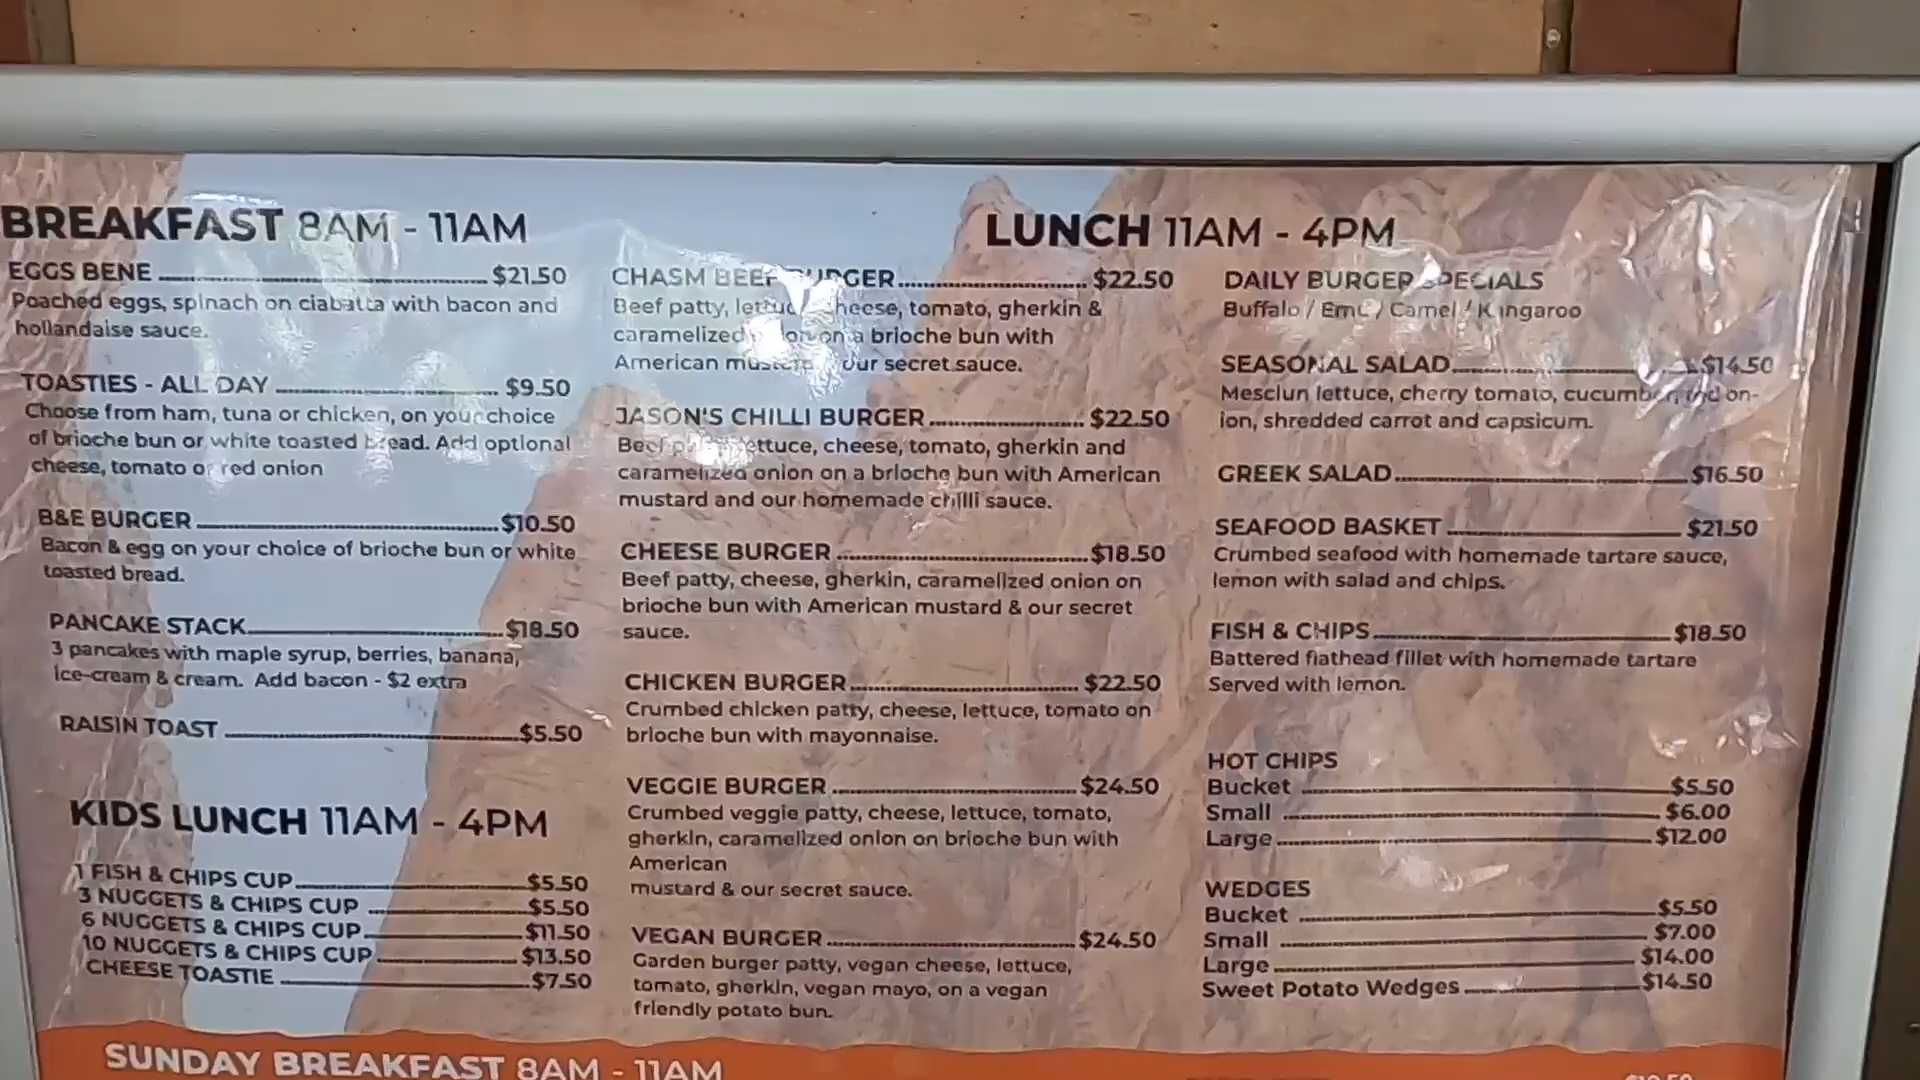 BREAKFAST 8AM - 11AM
EGGS BENE $21.50
Poached eggs, spinach on ciabatta with bacon and
hollandaise sauce.
TOASTIES - ALL DAY $9.50
Choose from ham, tuna or chicken, on your choice
of brioche bun or white toasted bread. Add optional
cheese, tomato or red onion
B&E BURGER $10.50
Bacon & egg on your choice of brioche bun or white
toasted bread.
PANCAKE STACK $18.50
3 pancakes with maple syrup, berries, banana,
Ice-cream & cream. Add bacon - $2 extra
RAISIN TOAST $5.50
KIDS LUNCH 11AM - 4PM
1 FISH & CHIPS CUP $5.50
3 NUGGETS & CHIPS CUP $5.50
6 NUGGETS & CHIPS CUP $11.50
10 NUGGETS & CHIPS CUP $13.50
CHEESE TOASTIE $7.50
LUNCH 11AM - 4PM
CHASM BEEF BURGER $22.50
Beef patty, lettuce, cheese, tomato, gherkin &
caramelized onion on a brioche bun with
American mustard our secret sauce.
JASON'S CHILLI BURGER $22.50
Beef patty, lettuce, cheese, tomato, gherkin and
caramelized onion on a brioche bun with American
mustard and our homemade chilli sauce.
CHEESE BURGER $18.50
Beef patty, cheese, gherkin, caramelized onion on
brioche bun with American mustard & our secret
sauce.
CHICKEN BURGER $22.50
Crumbed chicken patty, cheese, lettuce, tomato on
brioche bun with mayonnaise.
VEGGIE BURGER $24.50
Crumbed veggie patty, cheese, lettuce, tomato,
gherkin, caramelized onion on brioche bun with
American
mustard & our secret sauce.
VEGAN BURGER $24.50
Garden burger patty, vegan cheese, lettuce,
tomato, gherkin, vegan mayo, on a vegan
friendly potato bun.
DAILY BURGER SPECIALS
Buffalo / Emu / Camel / Kangaroo
SEASONAL SALAD $14.50
Mesclun lettuce, cherry tomato, cucumber, red on-
ion, shredded carrot and capsicum.
GREEK SALAD $16.50
SEAFOOD BASKET $21.50
Crumbed seafood with homemade tartare sauce,
lemon with salad and chips.
FISH & CHIPS $18.50
Battered flathead fillet with homemade tartare
Served with lemon.
HOT CHIPS
Bucket $5.50
Small $6.00
Large $12.00
WEDGES
Bucket $5.50
Small $7.00
Large $14.00
Sweet Potato Wedges $14.50
SUNDAY BREAKFAST 8AM - 11AM